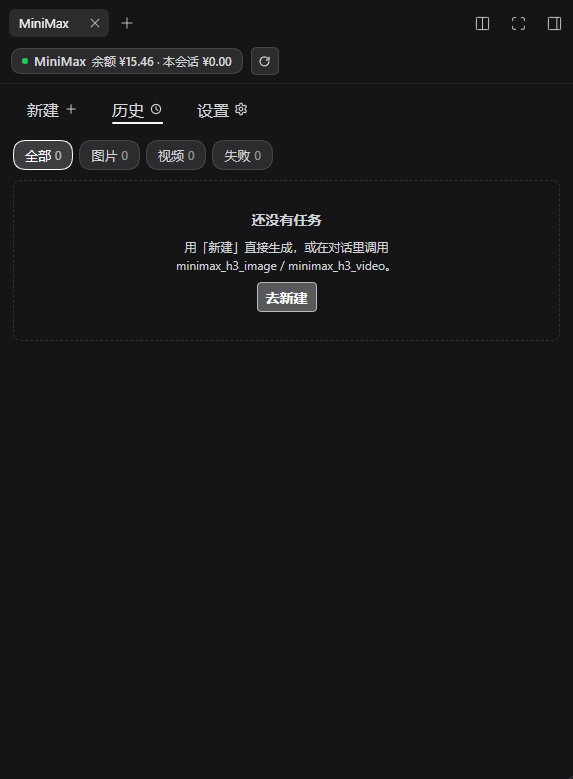 MiniMax
MiniMax 余额 ¥15.46 · 本会话 ¥0.00
新建 历史 设置
全部 0 图片 0 视频 0 失败 0
还没有任务
用「新建」直接生成，或在对话里调用
minimax_h3_image / minimax_h3_video。
去新建